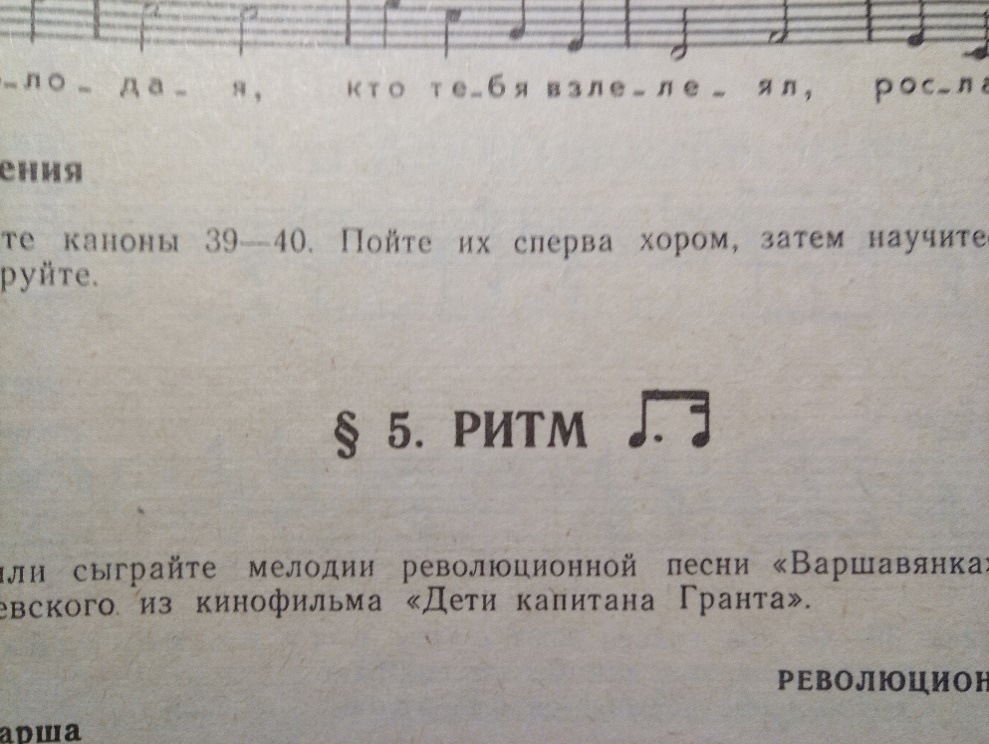 ло - да - я, кто те-бя взле-ле - ял, рос-ла
ения
те каноны 39—40. Пойте их сперва хором, затем научите
руйте.
§ 5. РИТМ
или сыграйте мелодии революционной песни «Варшавянка»
евского из кинофильма «Дети капитана Гранта».
РЕВОЛЮЦИОН
арша